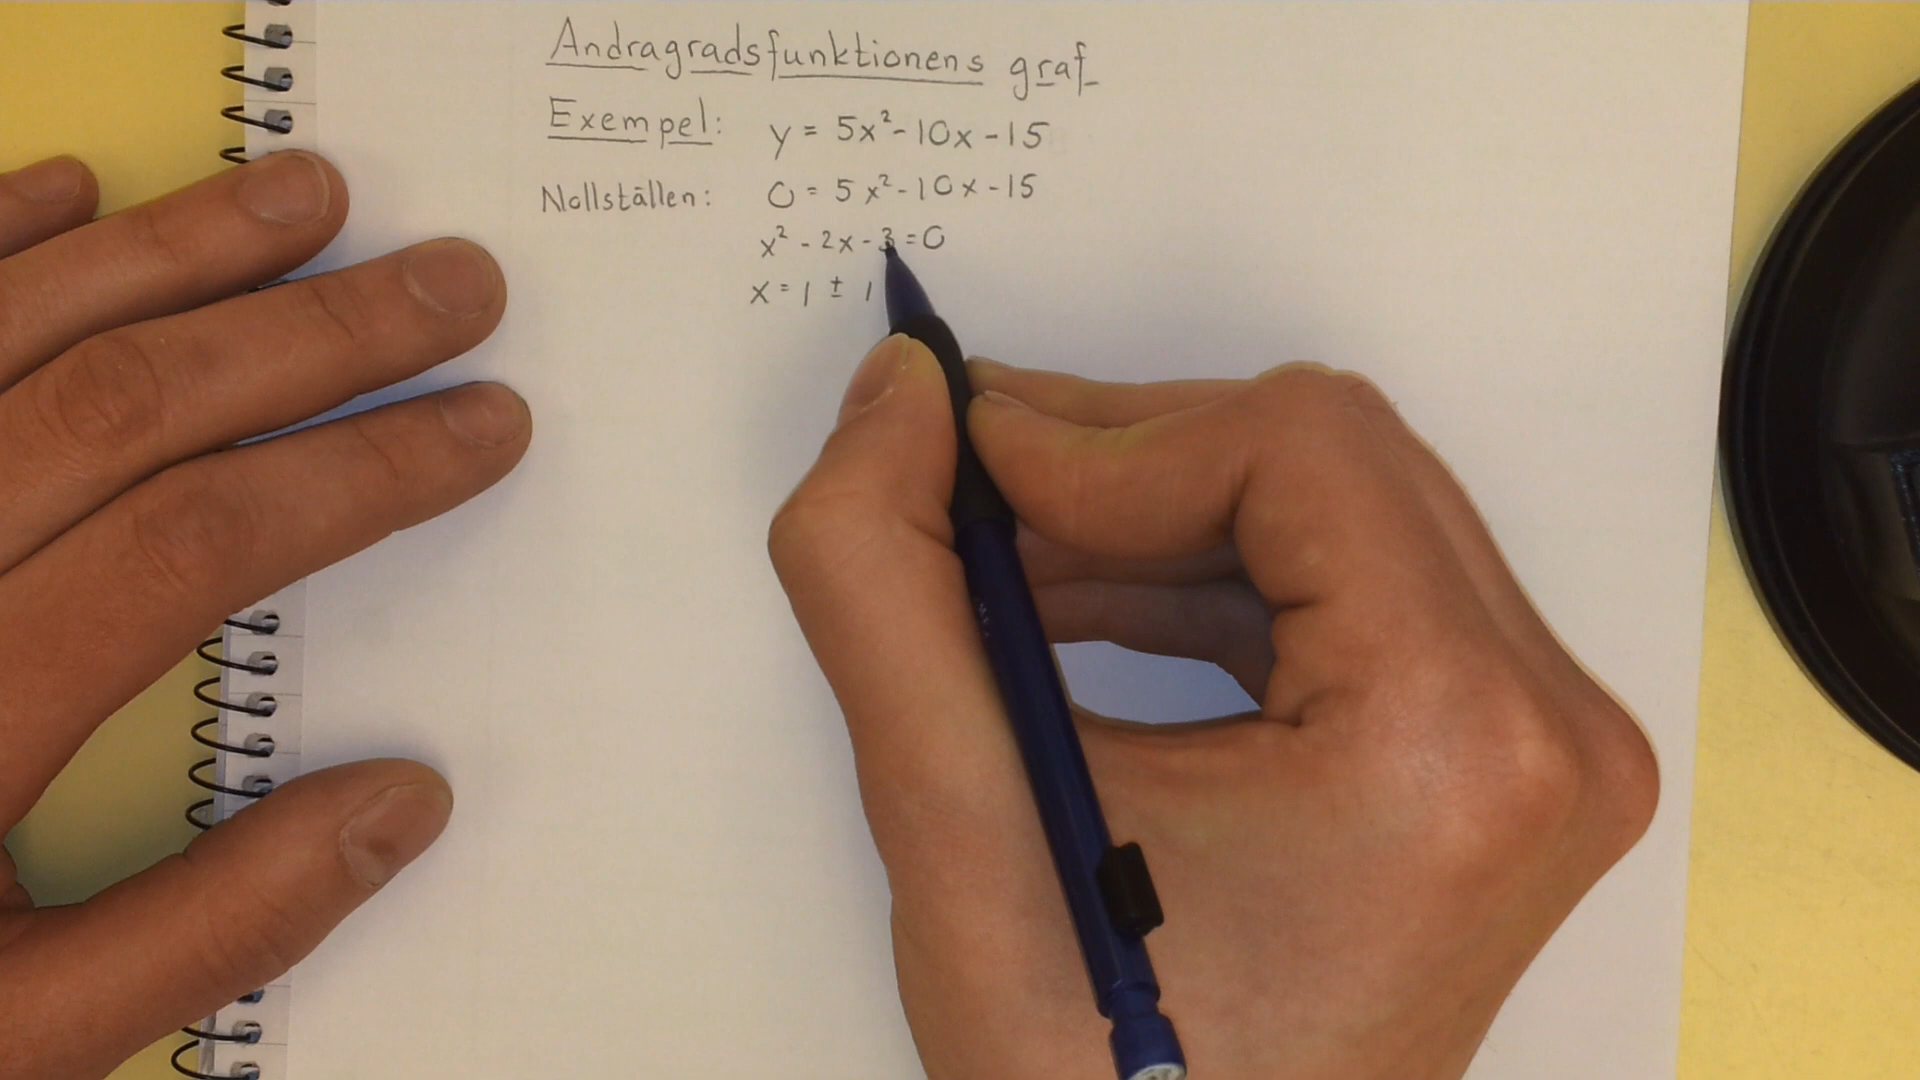 Andragradsfunktionens graf
Exempel: y = 5x² - 10x - 15
Nollställen: 0 = 5x² - 10x - 15
x² - 2x - 3 = 0
x = 1 ± 1